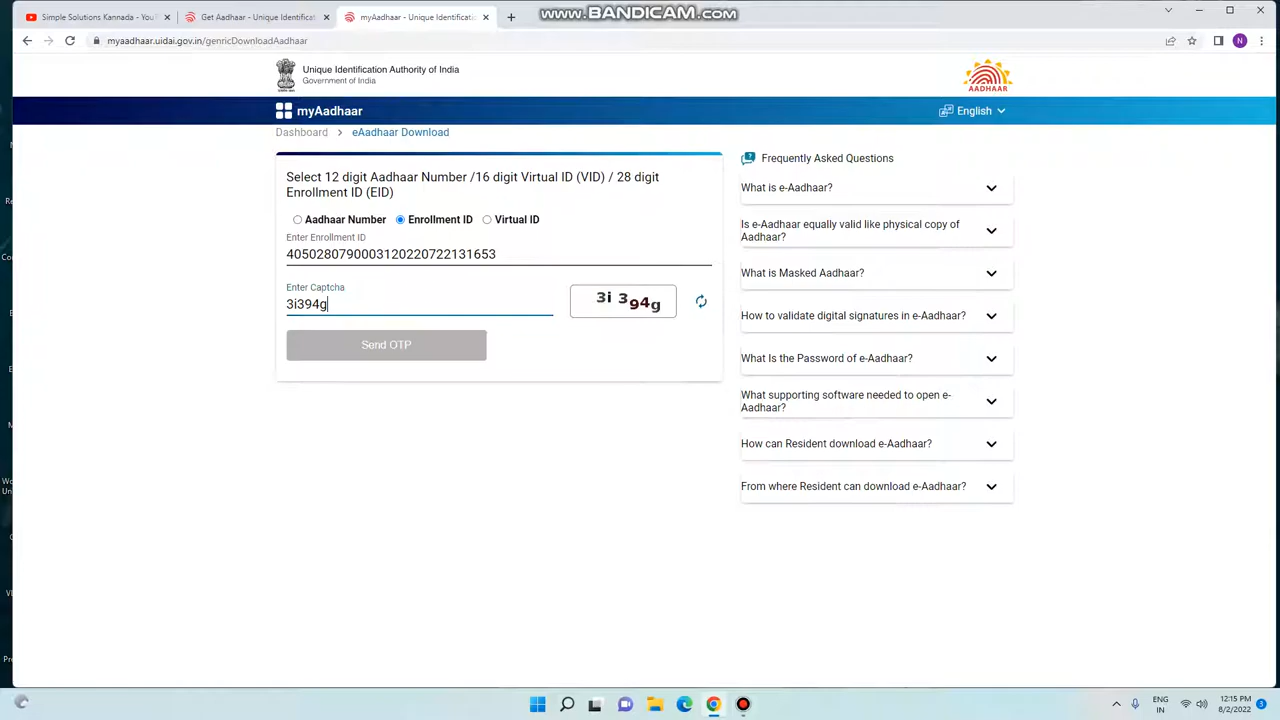 WWW.BANDICAM.COM
Simple Solutions Kannada - You
Get Aadhaar - Unique Identificat
myAadhaar - Unique Identificati
myaadhaar.uidai.gov.in/genricDownloadAadhaar
N
Unique Identification Authority of India
Government of India
AADHAAR
myAadhaar
English
Dashboard > eAadhaar Download
Select 12 digit Aadhaar Number /16 digit Virtual ID (VID) / 28 digit
Enrollment ID (EID)
Aadhaar Number Enrollment ID Virtual ID
Enter Enrollment ID
4050280790003120220722131653
Enter Captcha
3i394g
3i 394g
Send OTP
Frequently Asked Questions
What is e-Aadhaar?
Is e-Aadhaar equally valid like physical copy of
Aadhaar?
What is Masked Aadhaar?
How to validate digital signatures in e-Aadhaar?
What Is the Password of e-Aadhaar?
What supporting software needed to open e-
Aadhaar?
How can Resident download e-Aadhaar?
From where Resident can download e-Aadhaar?
ENG
IN
12:15 PM
8/2/2022
3